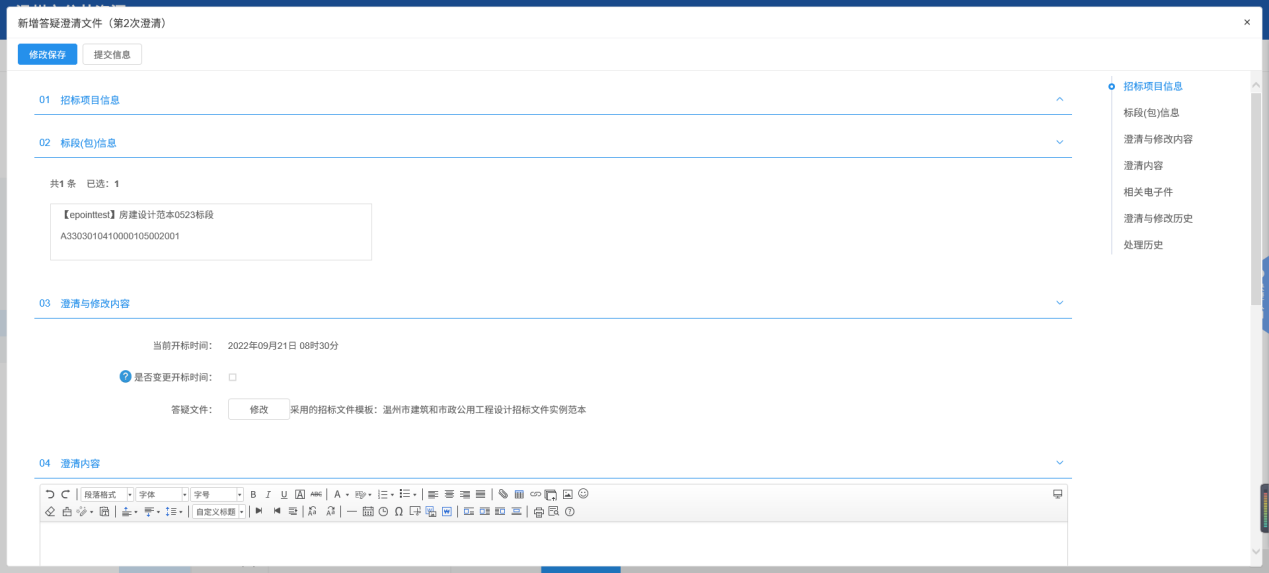 新增答疑澄清文件（第2次澄清）
×
修改保存 提交信息
01 招标项目信息
02 标段(包)信息
共1 条 已选：1
【epointtest】房建设计范本0523标段
A3303010410000105002001
03 澄清与修改内容
当前开标时间： 2022年09月21日 08时30分
? 是否变更开标时间：
答疑文件： 修改 采用的招标文件模板：温州市建筑和市政公用工程设计招标文件实例范本
04 澄清内容
段落格式 字体 字号 B I U A ABC A
自定义标题
招标项目信息
标段(包)信息
澄清与修改内容
澄清内容
相关电子件
澄清与修改历史
处理历史